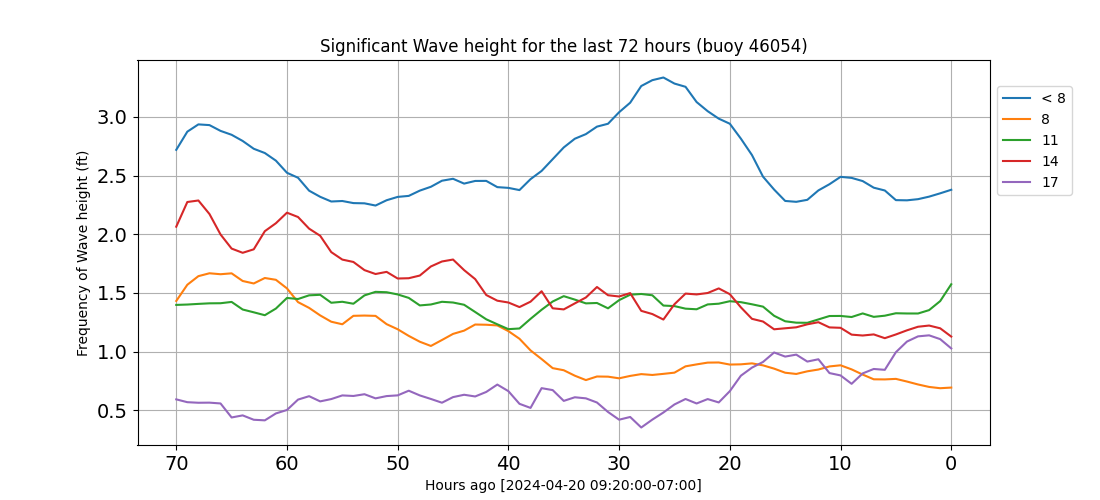 Significant Wave height for the last 72 hours (buoy 46054)
Frequency of Wave height (ft)
3.0
2.5
2.0
1.5
1.0
0.5
70 60 50 40 30 20 10 0
Hours ago [2024-04-20 09:20:00-07:00]
< 8
8
11
14
17